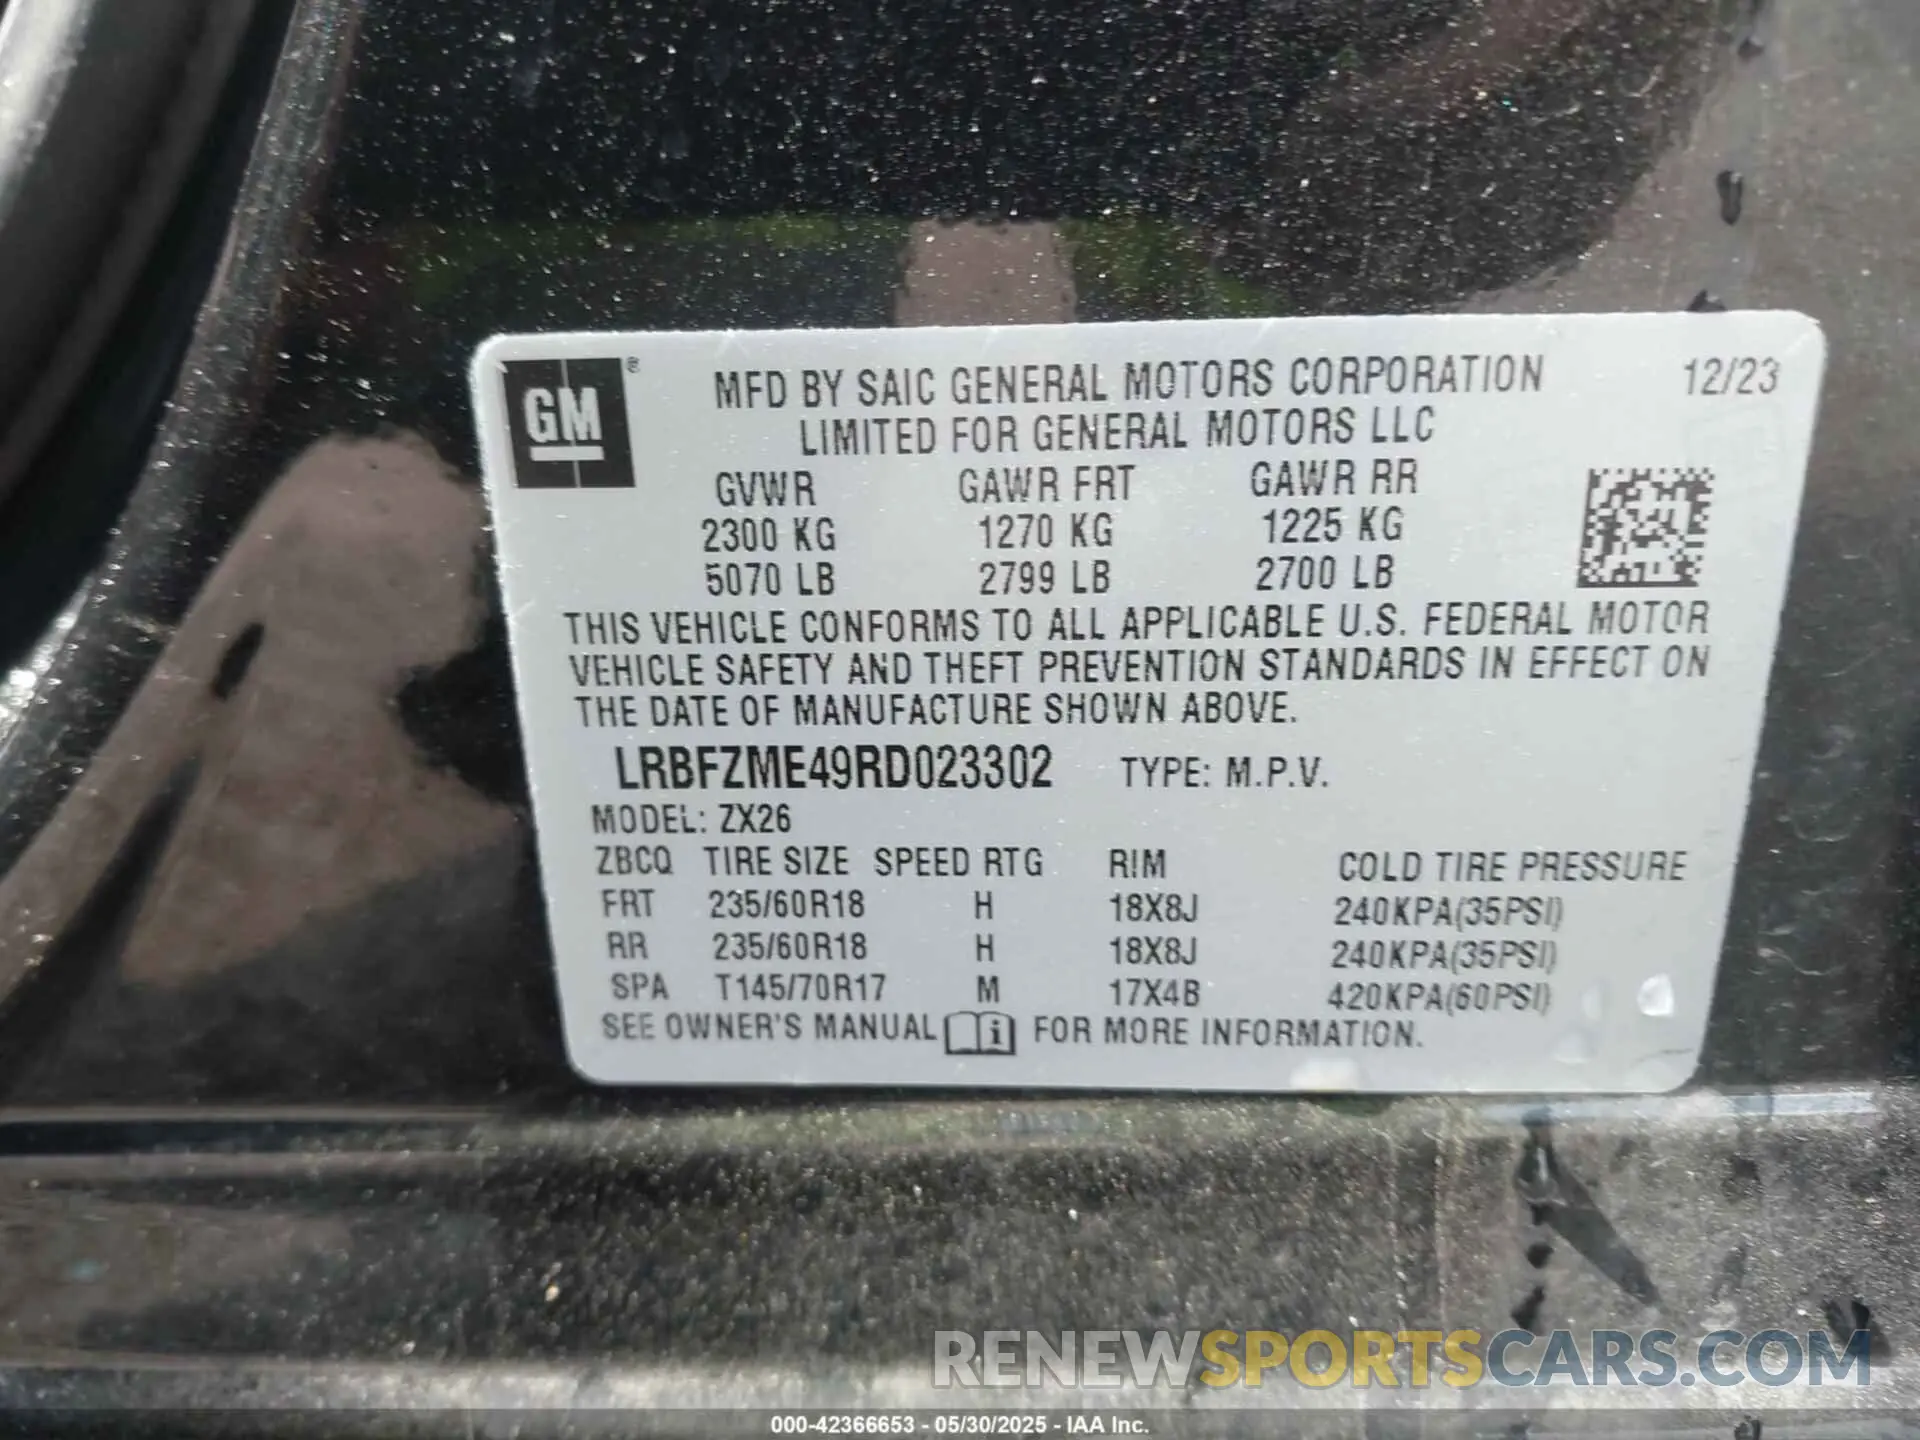 GM®
MFD BY SAIC GENERAL MOTORS CORPORATION 12/23
LIMITED FOR GENERAL MOTORS LLC
GVWR GAWR FRT GAWR RR
2300 KG 1270 KG 1225 KG
5070 LB 2799 LB 2700 LB
THIS VEHICLE CONFORMS TO ALL APPLICABLE U.S. FEDERAL MOTOR
VEHICLE SAFETY AND THEFT PREVENTION STANDARDS IN EFFECT ON
THE DATE OF MANUFACTURE SHOWN ABOVE.
LRBFZME49RD023302 TYPE: M.P.V.
MODEL: ZX26
ZBCQ TIRE SIZE SPEED RTG RIM COLD TIRE PRESSURE
FRT 235/60R18 H 18X8J 240KPA(35PSI)
RR 235/60R18 H 18X8J 240KPA(35PSI)
SPA T145/70R17 M 17X4B 420KPA(60PSI)
SEE OWNER'S MANUAL i FOR MORE INFORMATION.
RENEWSPORTSCARS.COM
000-42366653 - 05/30/2025 - IAA Inc.